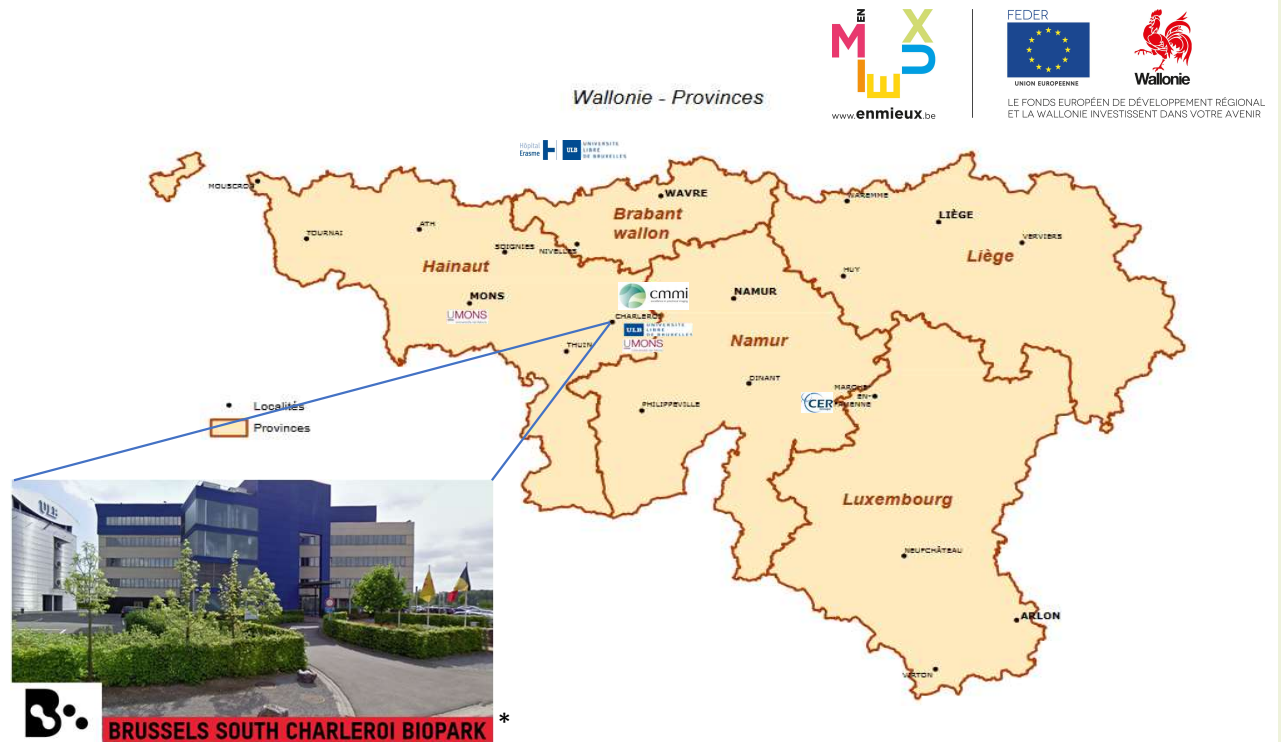 EN
MIEUX
www.enmieux.be
FEDER
UNION EUROPEENNE
Wallonie
LE FONDS EUROPÉEN DE DÉVELOPPEMENT RÉGIONAL
ET LA WALLONIE INVESTISSENT DANS VOTRE AVENIR
Wallonie - Provinces
Hôpital
Erasme
ULB
UNIVERSITÉ
LIBRE
DE BRUXELLES
MOUSCRO
WAVRE
WAREMME
Brabant
wallon
LIÈGE
ATH
TOURNAI
VERVIERS
SOIGNIES
NIVELLES
Liège
Hainaut
HUY
MONS
cmmi
NAMUR
UMONS
CHARLEROI
ULB
UNIVERSITÉ
LIBRE
DE BRUXELLES
UMONS
THUIN
Namur
DINANT
MARCHE-
EN-
FAMENNE
CER
PHILIPPEVILLE
Localités
Provinces
Luxembourg
ULB
NEUFCHÂTEAU
ARLON
VIRTON
B
BRUSSELS SOUTH CHARLEROI BIOPARK
*